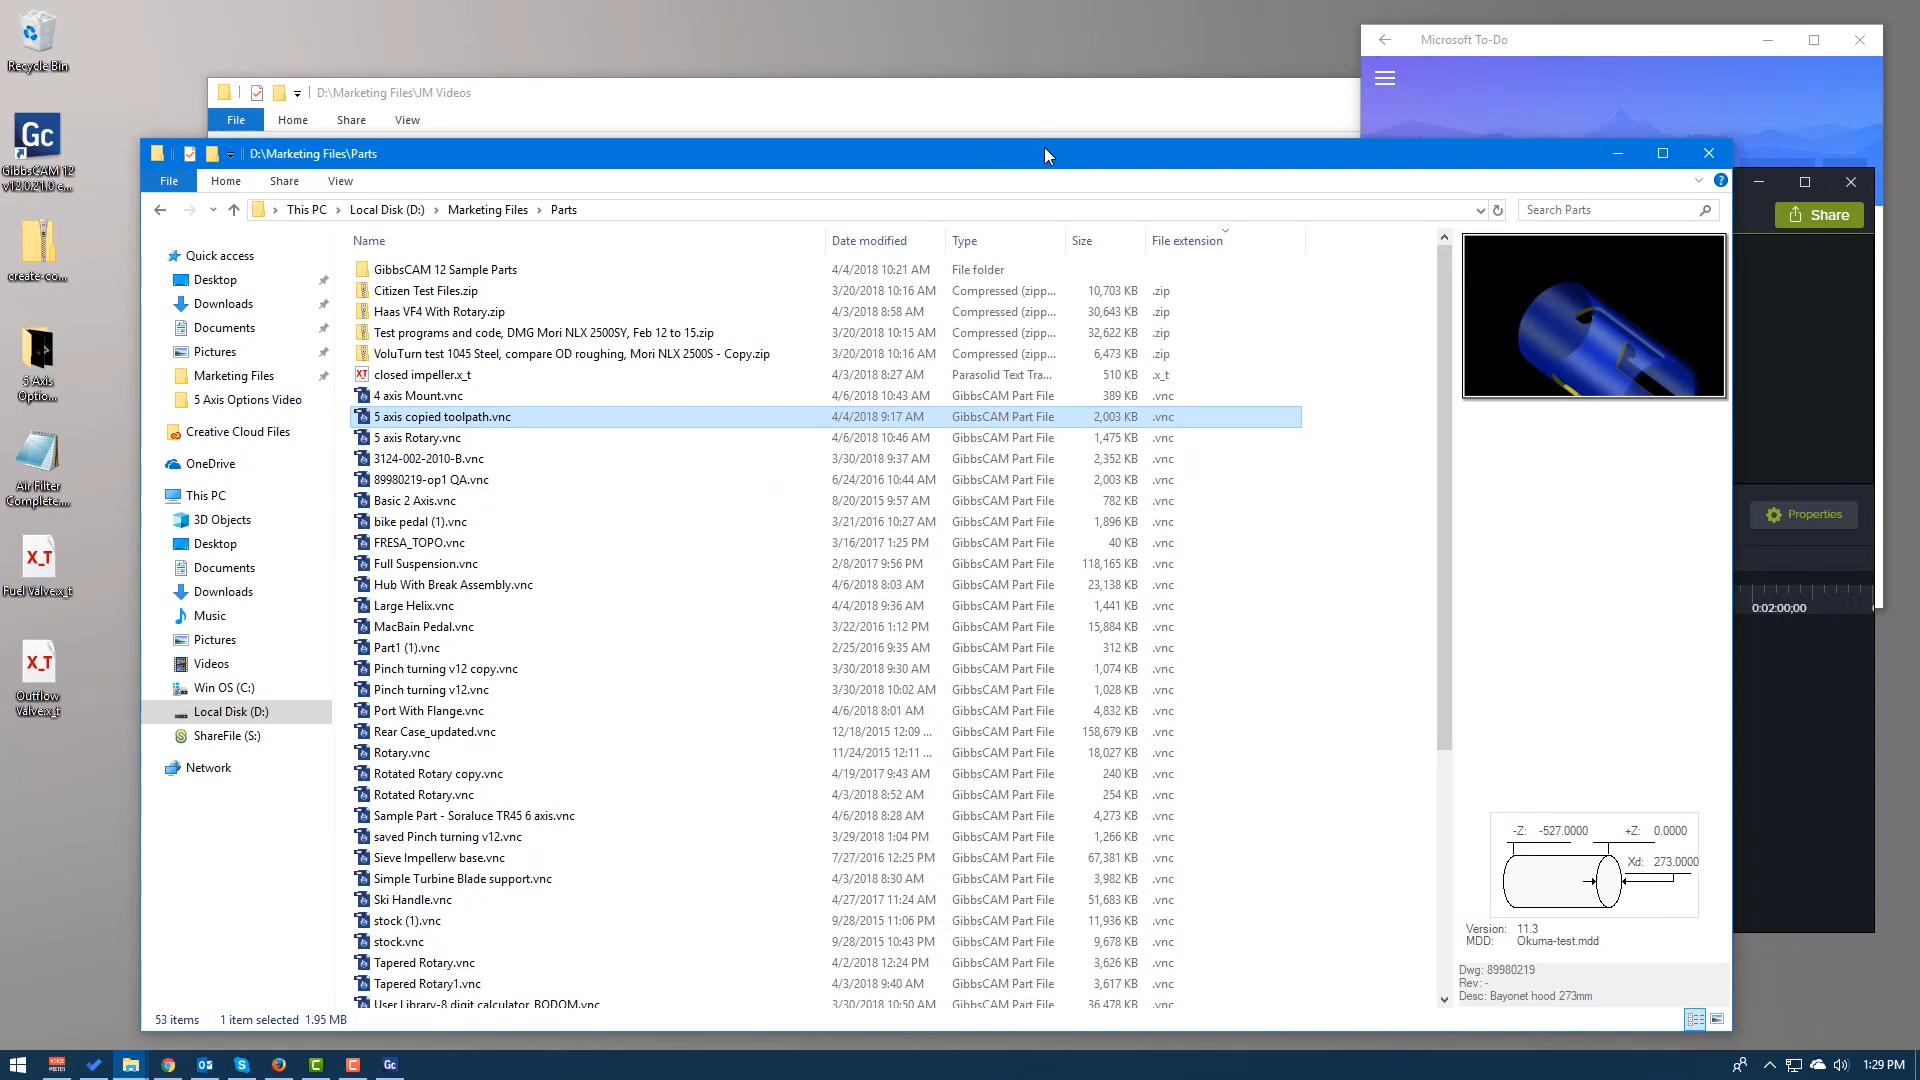 Recycle Bin
GibbsCAM 12
v12.0.21.0 e...
create-co...
5 Axis
Optio...
Air Filter
Complete....
Fuel Valve.x_t
Outflow
Valve.x_t
Microsoft To-Do
D:\Marketing Files\JM Videos
File Home Share View
D:\Marketing Files\Parts
File Home Share View
This PC Local Disk (D:) Marketing Files Parts
Search Parts
Share
Properties
0:02:00;00
Quick access
Desktop
Downloads
Documents
Pictures
Marketing Files
5 Axis Options Video
Creative Cloud Files
OneDrive
This PC
3D Objects
Desktop
Documents
Downloads
Music
Pictures
Videos
Win OS (C:)
Local Disk (D:)
ShareFile (S:)
Network
Name Date modified Type Size File extension
GibbsCAM 12 Sample Parts 4/4/2018 10:21 AM File folder
Citizen Test Files.zip 3/20/2018 10:16 AM Compressed (zipp... 10,703 KB .zip
Haas VF4 With Rotary.zip 4/3/2018 8:58 AM Compressed (zipp... 30,643 KB .zip
Test programs and code, DMG Mori NLX 2500SY, Feb 12 to 15.zip 3/20/2018 10:15 AM Compressed (zipp... 32,622 KB .zip
VoluTurn test 1045 Steel, compare OD roughing, Mori NLX 2500S - Copy.zip 3/20/2018 10:16 AM Compressed (zipp... 6,473 KB .zip
closed impeller.x_t 4/3/2018 8:27 AM Parasolid Text Tra... 510 KB .x_t
4 axis Mount.vnc 4/6/2018 10:43 AM GibbsCAM Part File 389 KB .vnc
5 axis copied toolpath.vnc 4/4/2018 9:17 AM GibbsCAM Part File 2,003 KB .vnc
5 axis Rotary.vnc 4/6/2018 10:46 AM GibbsCAM Part File 1,475 KB .vnc
3124-002-2010-B.vnc 3/30/2018 9:37 AM GibbsCAM Part File 2,352 KB .vnc
89980219-op1 QA.vnc 6/24/2016 10:44 AM GibbsCAM Part File 2,003 KB .vnc
Basic 2 Axis.vnc 8/20/2015 9:57 AM GibbsCAM Part File 782 KB .vnc
bike pedal (1).vnc 3/21/2016 10:27 AM GibbsCAM Part File 1,896 KB .vnc
FRESA_TOPO.vnc 3/16/2017 1:25 PM GibbsCAM Part File 40 KB .vnc
Full Suspension.vnc 2/8/2017 9:56 PM GibbsCAM Part File 118,165 KB .vnc
Hub With Break Assembly.vnc 4/6/2018 8:03 AM GibbsCAM Part File 23,138 KB .vnc
Large Helix.vnc 4/4/2018 9:36 AM GibbsCAM Part File 1,441 KB .vnc
MacBain Pedal.vnc 3/22/2016 1:12 PM GibbsCAM Part File 15,884 KB .vnc
Part1 (1).vnc 2/25/2016 9:35 AM GibbsCAM Part File 312 KB .vnc
Pinch turning v12 copy.vnc 3/30/2018 9:30 AM GibbsCAM Part File 1,074 KB .vnc
Pinch turning v12.vnc 3/30/2018 10:02 AM GibbsCAM Part File 1,028 KB .vnc
Port With Flange.vnc 4/6/2018 8:01 AM GibbsCAM Part File 4,832 KB .vnc
Rear Case_updated.vnc 12/18/2015 12:09 ... GibbsCAM Part File 158,679 KB .vnc
Rotary.vnc 11/24/2015 12:11 ... GibbsCAM Part File 18,027 KB .vnc
Rotated Rotary copy.vnc 4/19/2017 9:43 AM GibbsCAM Part File 240 KB .vnc
Rotated Rotary.vnc 4/3/2018 8:52 AM GibbsCAM Part File 254 KB .vnc
Sample Part - Soraluce TR45 6 axis.vnc 4/6/2018 8:28 AM GibbsCAM Part File 4,273 KB .vnc
saved Pinch turning v12.vnc 3/29/2018 1:04 PM GibbsCAM Part File 1,266 KB .vnc
Sieve Impellerw base.vnc 7/27/2016 12:25 PM GibbsCAM Part File 67,381 KB .vnc
Simple Turbine Blade support.vnc 4/3/2018 8:30 AM GibbsCAM Part File 3,982 KB .vnc
Ski Handle.vnc 4/27/2017 11:24 AM GibbsCAM Part File 51,683 KB .vnc
stock (1).vnc 9/28/2015 11:06 PM GibbsCAM Part File 11,936 KB .vnc
stock.vnc 9/28/2015 10:43 PM GibbsCAM Part File 9,678 KB .vnc
Tapered Rotary.vnc 4/2/2018 12:24 PM GibbsCAM Part File 3,626 KB .vnc
Tapered Rotary1.vnc 4/3/2018 9:40 AM GibbsCAM Part File 3,617 KB .vnc
User Library-8 digit calculator_BODOM.vnc 3/30/2018 10:50 AM GibbsCAM Part File 36,478 KB .vnc
-Z: -527.0000 +Z: 0.0000
Xd: 273.0000
Version: 11.3
MDD: Okuma-test.mdd
Dwg: 89980219
Rev: -
Desc: Bayonet hood 273mm
53 items 1 item selected 1.95 MB
1:29 PM